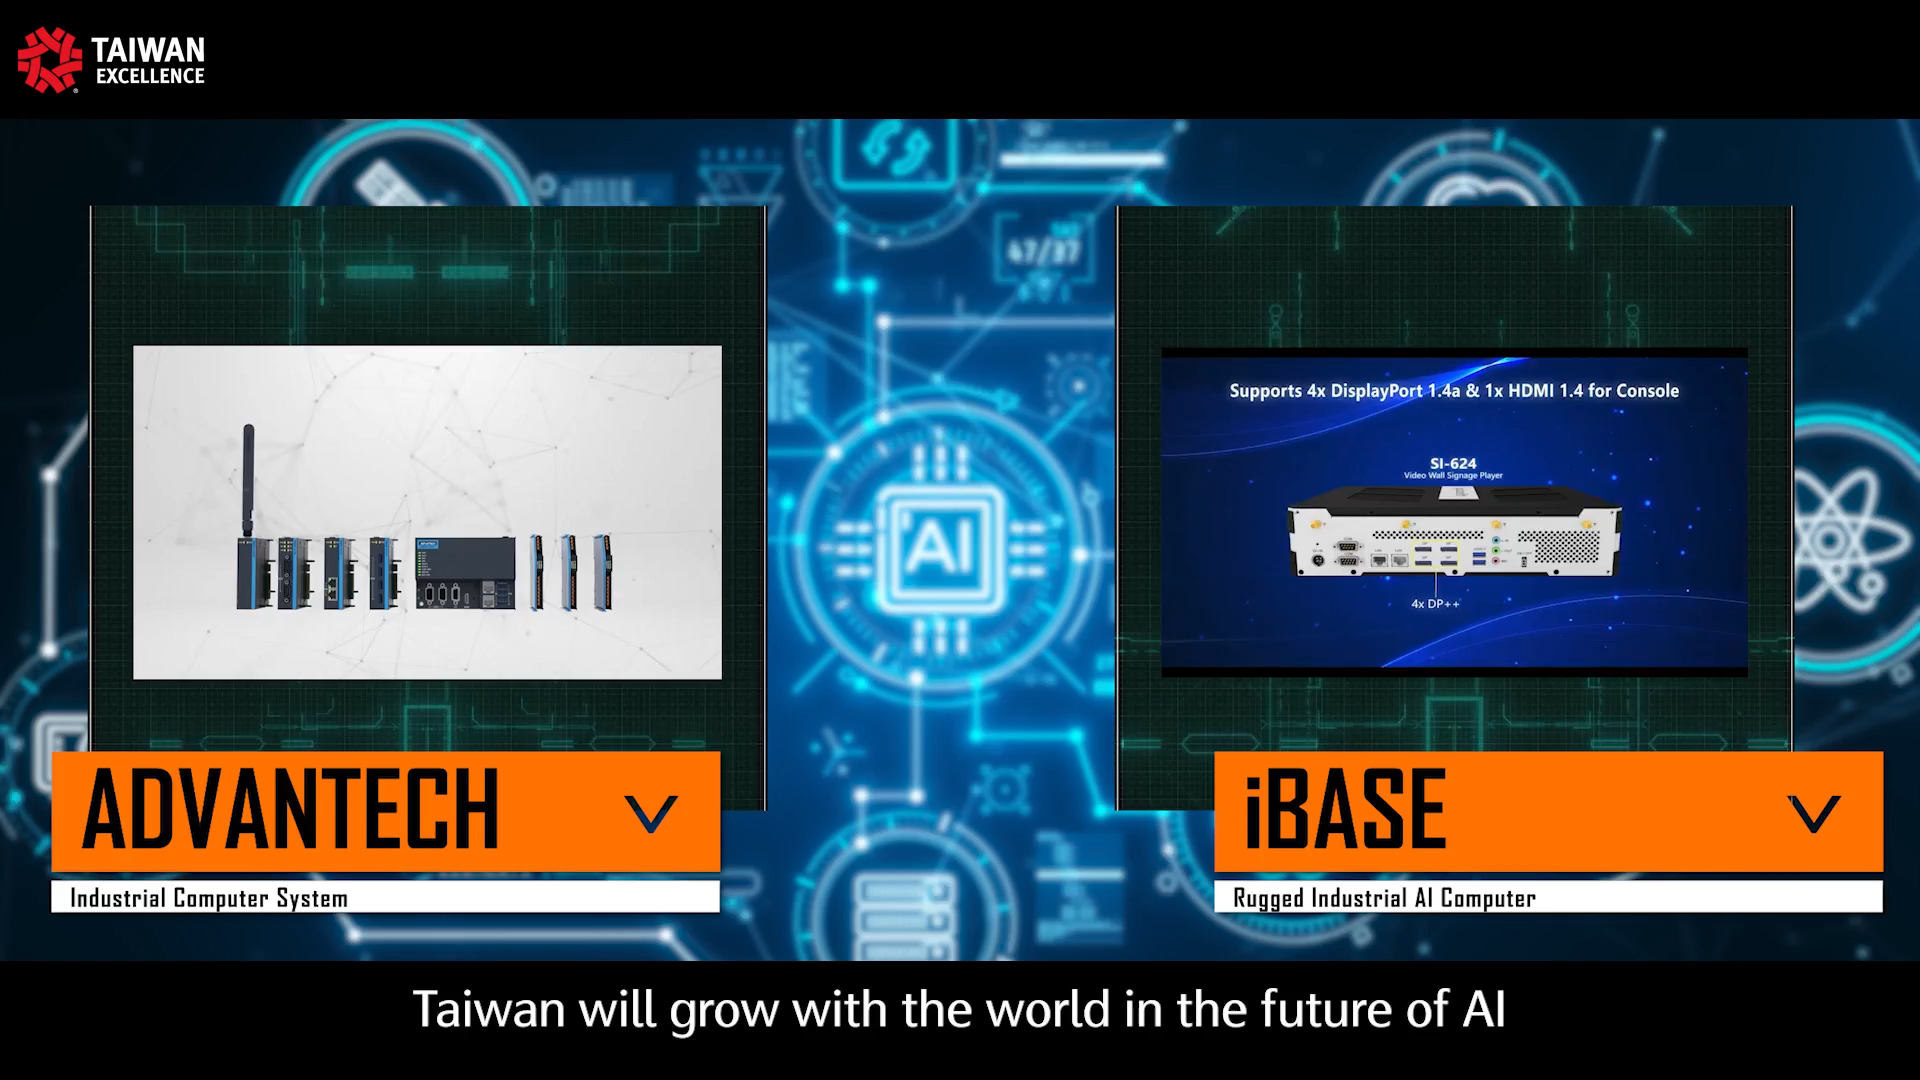 TAIWAN
EXCELLENCE
47/37
AI
Supports 4x DisplayPort 1.4a & 1x HDMI 1.4 for Console
SI-624
Video Wall Signage Player
4x DP++
ADVANTECH
Industrial Computer System
iBASE
Rugged Industrial AI Computer
Taiwan will grow with the world in the future of AI